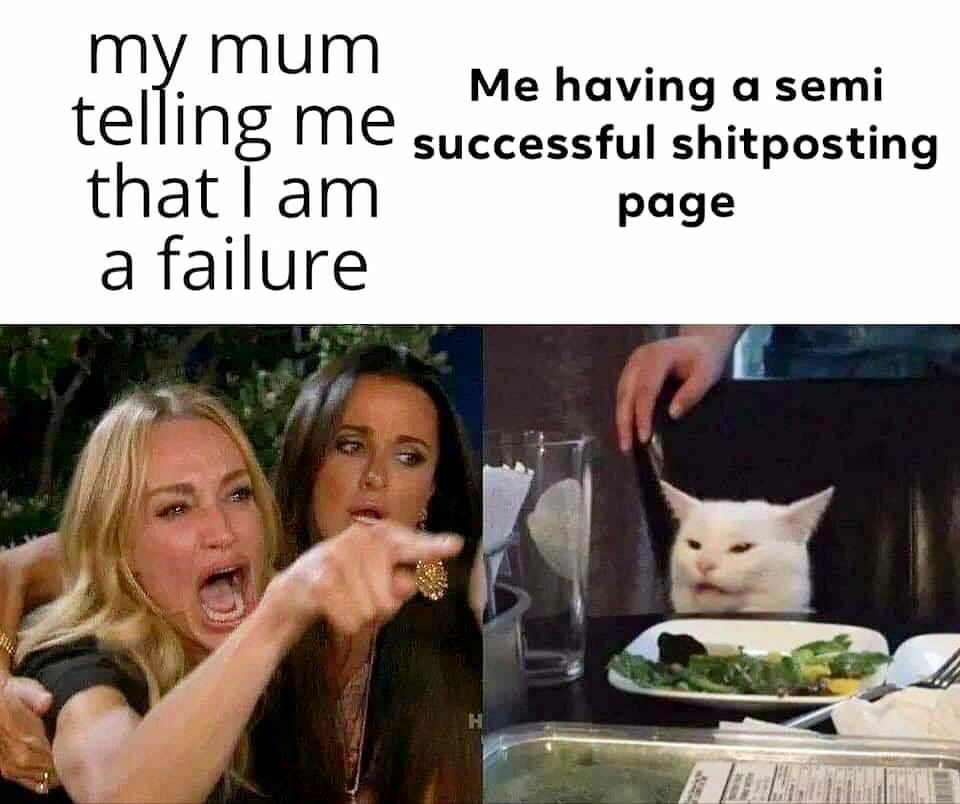 my mum
telling me
that I am
a failure
Me having a semi
successful shitposting
page
H